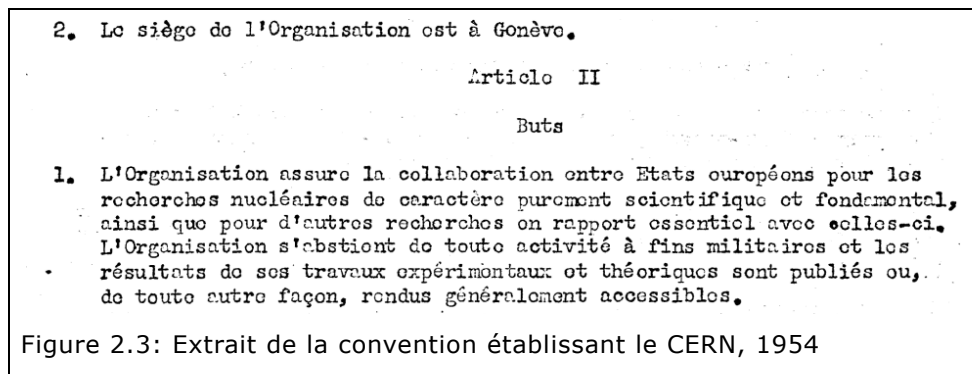 2. Le siège de l'Organisation est à Genève.
Article II
Buts
1. L'Organisation assure la collaboration entre Etats européens pour les
recherches nucléaires de caractère purement scientifique et fondamental,
ainsi que pour d'autres recherches en rapport essentiel avec celles-ci.
L'Organisation s'abstient de toute activité à fins militaires et les
résultats de ses travaux expérimentaux et théoriques sont publiés ou,
de toute autre façon, rendus généralement accessibles.
Figure 2.3: Extrait de la convention établissant le CERN, 1954